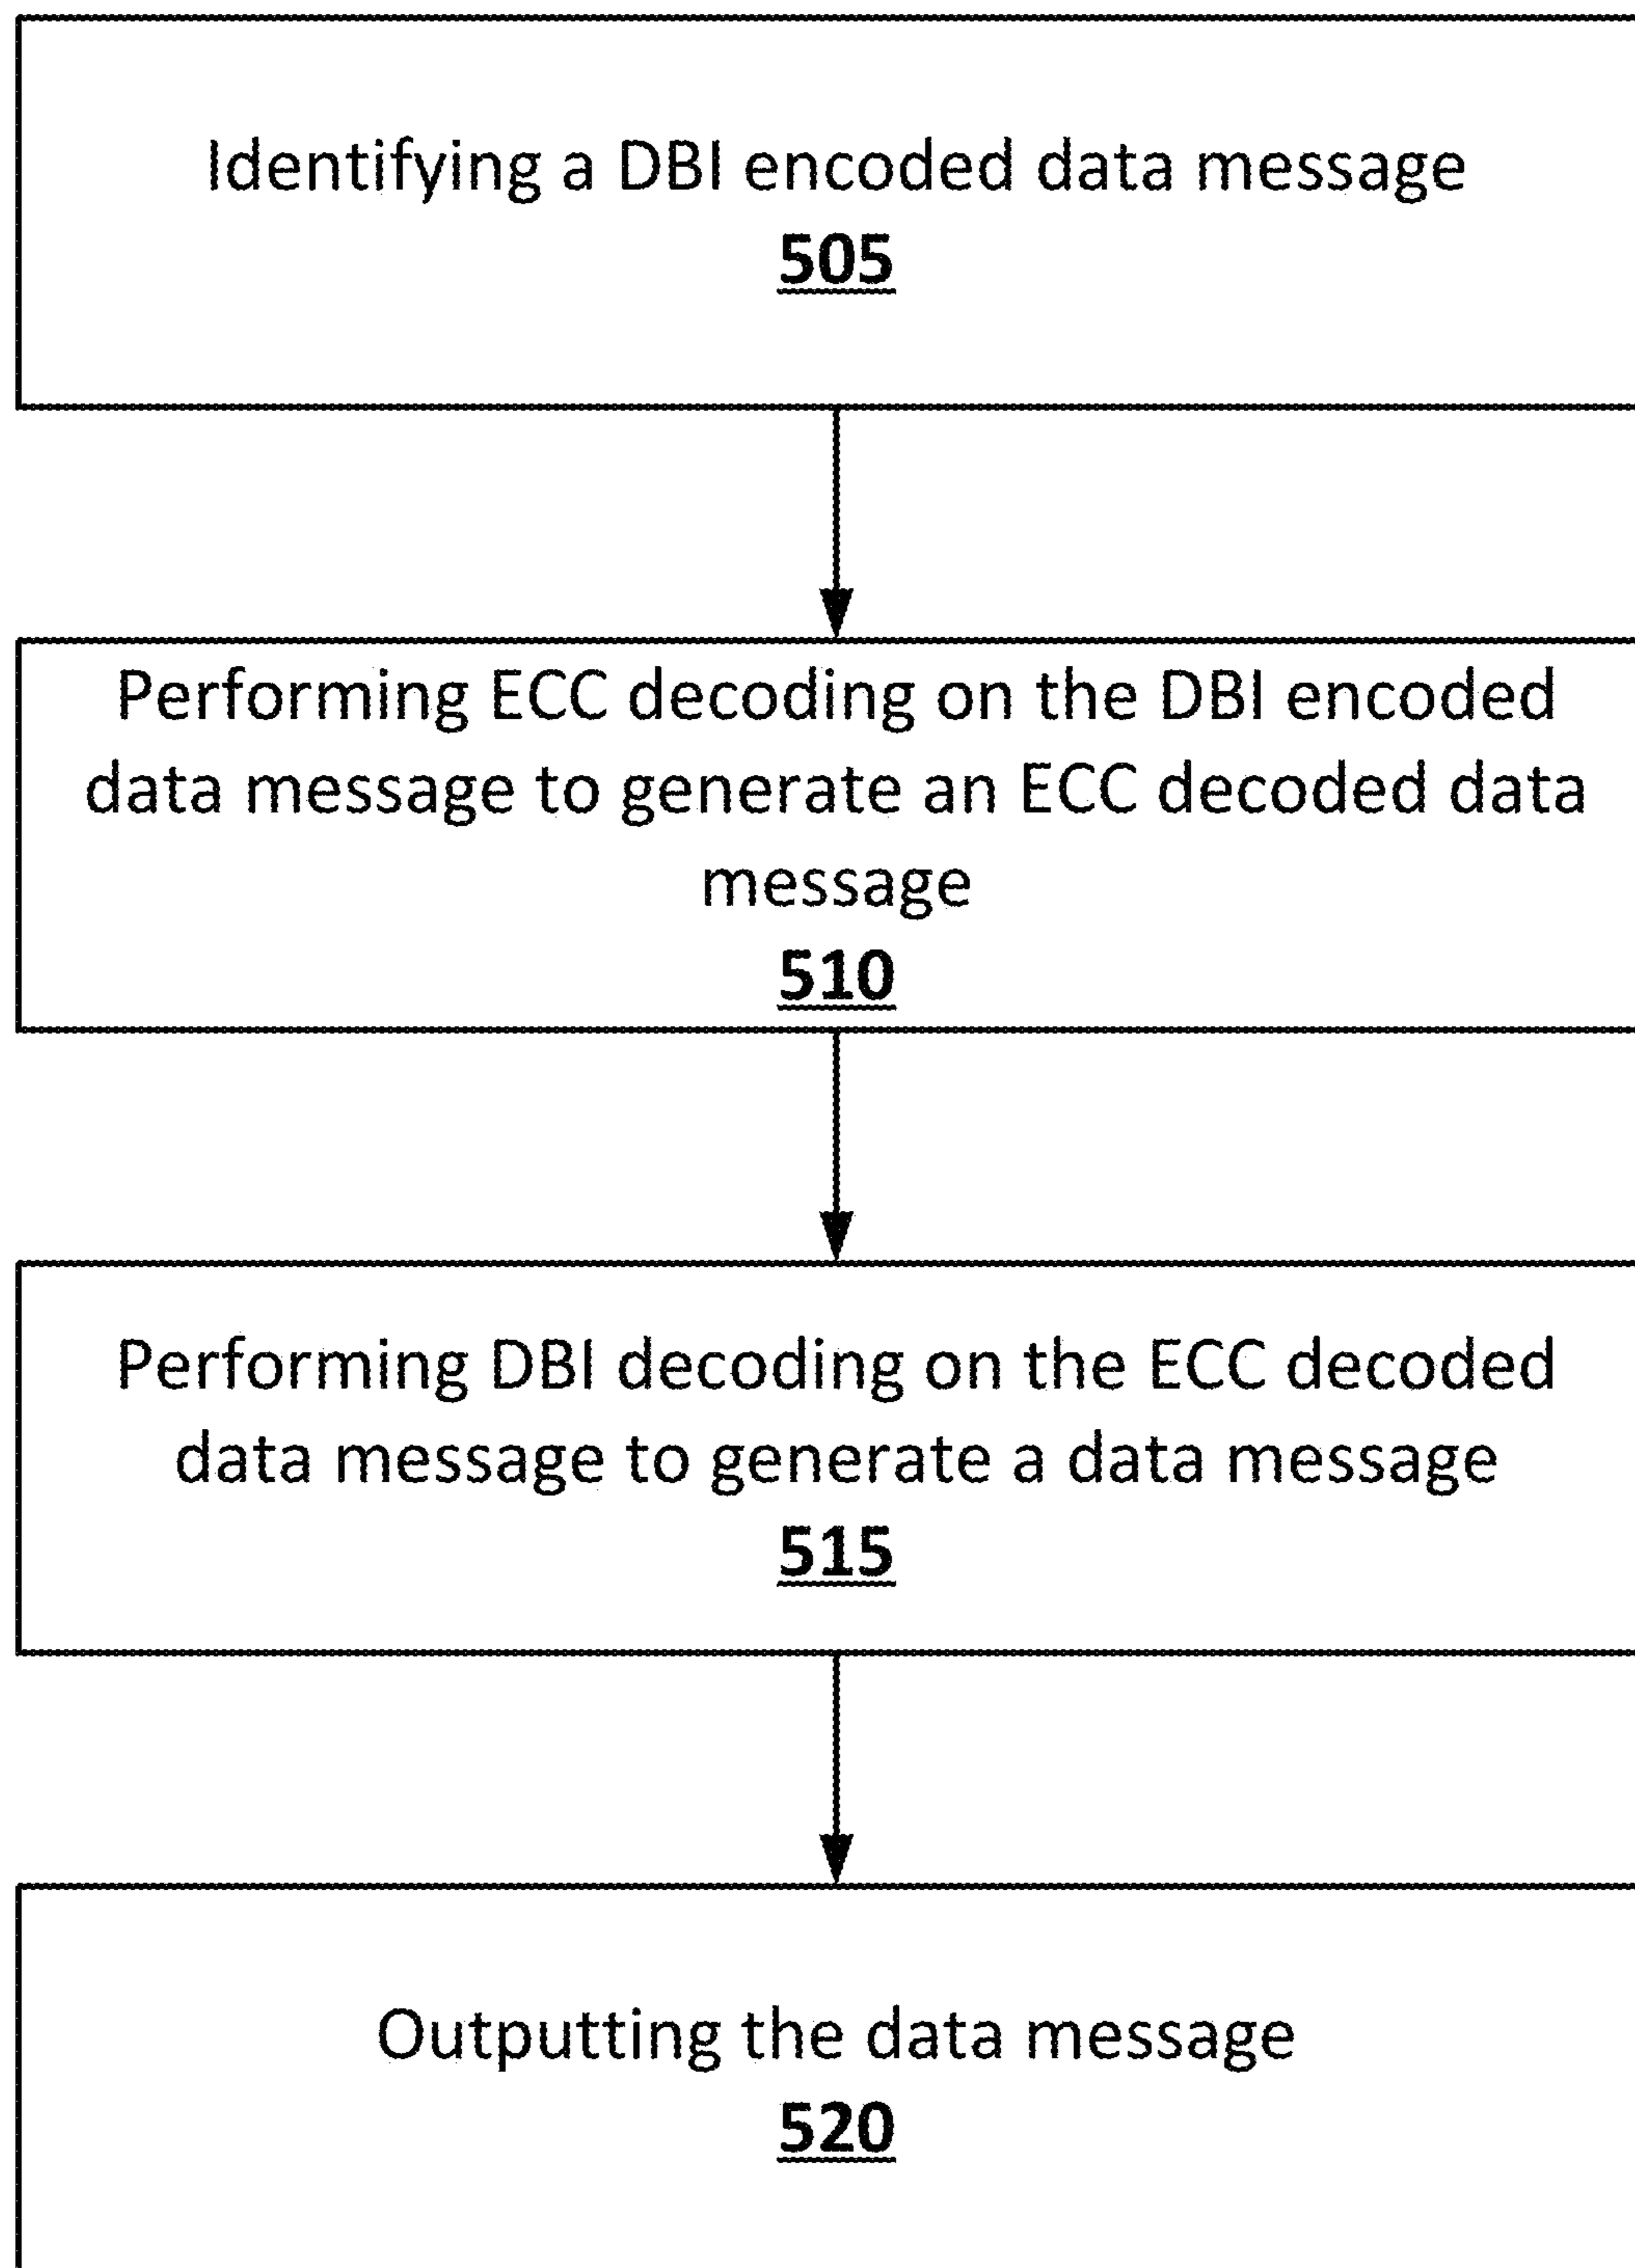 Identifying a DBI encoded data message
505
Performing ECC decoding on the DBI encoded
data message to generate an ECC decoded data
message
510
Performing DBI decoding on the ECC decoded
data message to generate a data message
515
Outputting the data message
520